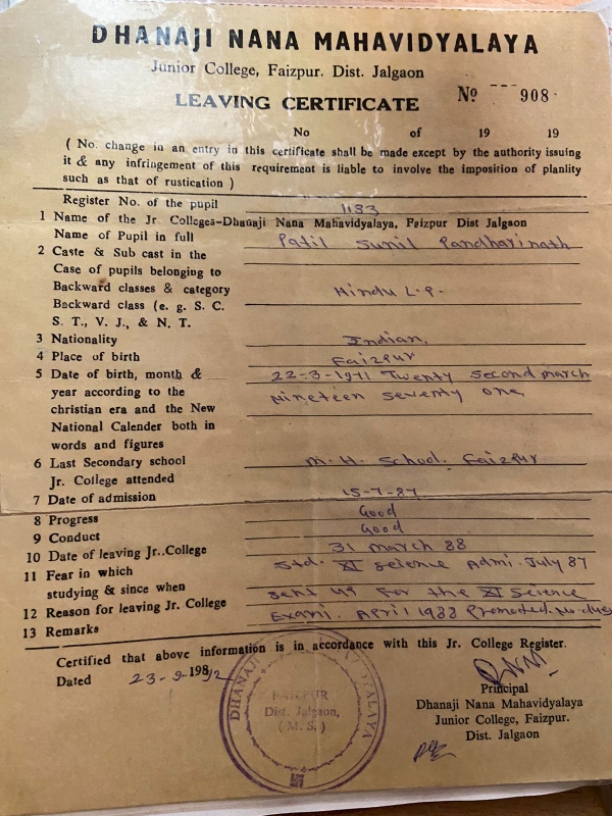 DHANAJI NANA MAHAVIDYALAYA
Junior College, Faizpur. Dist. Jalgaon
LEAVING CERTIFICATE No 908.
No of 19 19
( No. change in an entry in this certificate shall be made except by the authority issuing
it & any infringement of this requirement is liable to involve the imposition of planlity
such as that of rustication )
Register No. of the pupil 1183
1 Name of the Jr Colleges-Dhanaji Nana Mahavidyalaya, Faizpur Dist Jalgaon
Name of Pupil in full Patil Sunil Pandharinath
2 Caste & Sub cast in the
Case of pupils belonging to
Backward classes & category Hindu L.P.
Backward class (e. g. S. C.
S. T., V. J., & N. T.
3 Nationality Indian.
4 Place of birth Faizpur
5 Date of birth, month & 22-3-1971 Twenty second march
year according to the Nineteen seventy one
christian era and the New
National Calender both in
words and figures
6 Last Secondary school M. H. School. Faizpur
Jr. College attended
7 Date of admission 15-7-87
8 Progress Good
9 Conduct Good
10 Date of leaving Jr..College 31 march 88
11 Fear in which Std. XI science Admi. July 87
studying & since when
12 Reason for leaving Jr. College for the XI Science
13 Remarks Exam. April 1988 Promoted. No dues
Certified that above information is in accordance with this Jr. College Register.
Dated 23-9-198
DHANAJI MAHAVIDYALAYA
FAIZPUR
Dist. Jalgaon,
( M. S. )
Principal
Dhanaji Nana Mahavidyalaya
Junior College, Faizpur.
Dist. Jalgaon